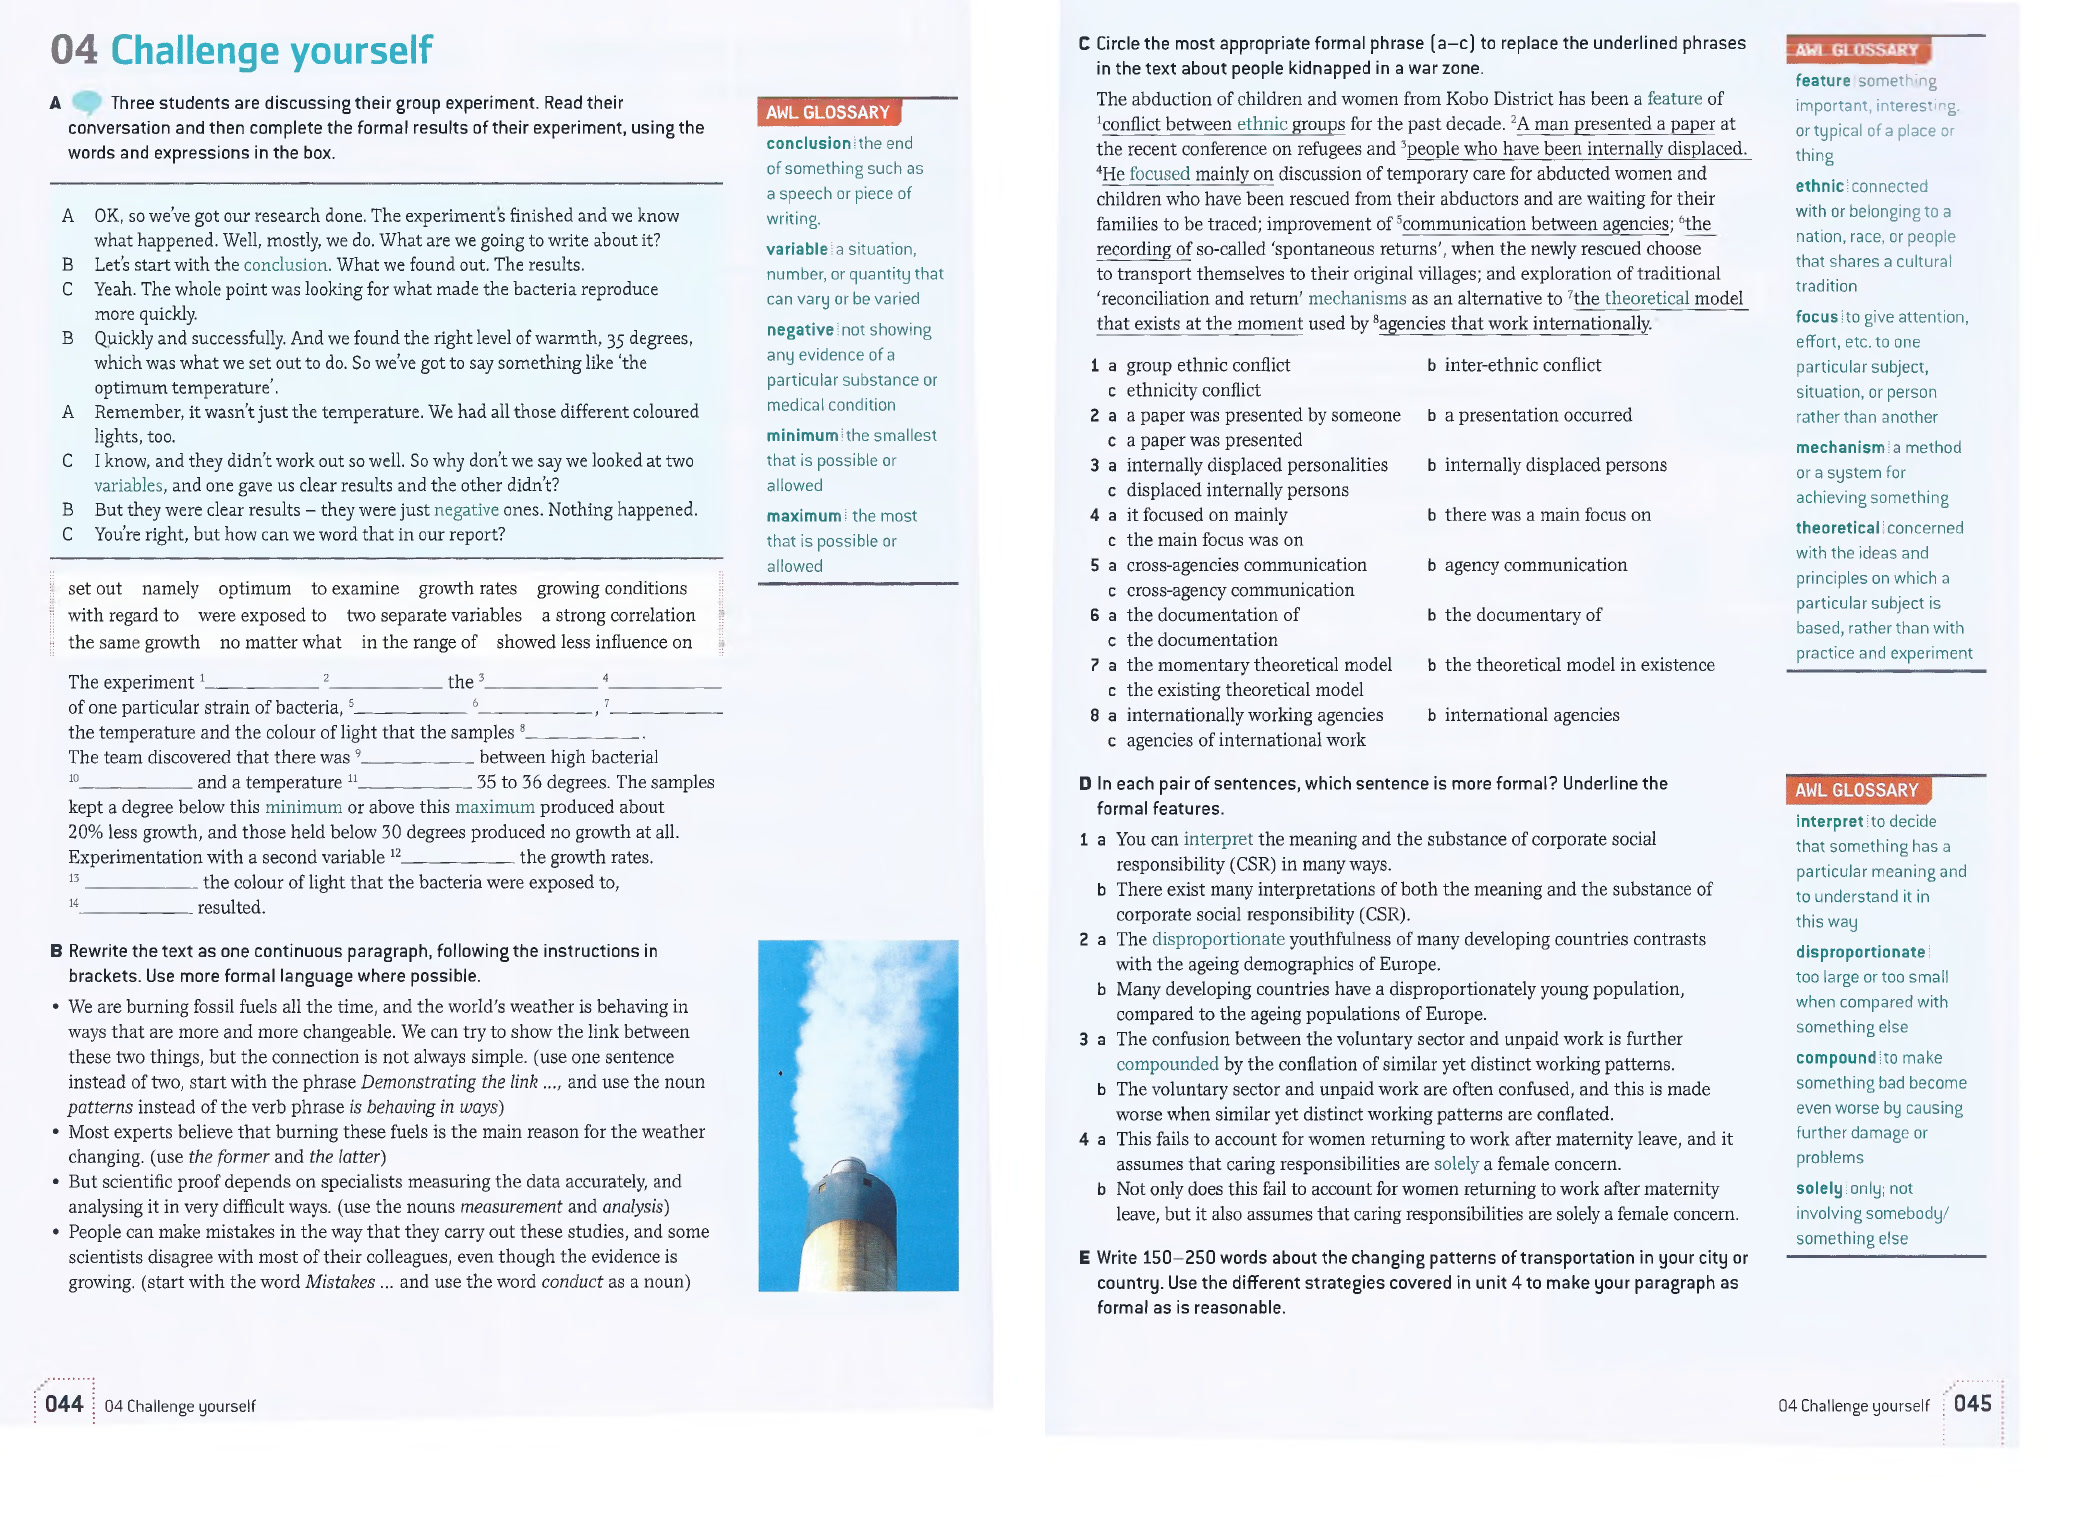 04 Challenge yourself
A Three students are discussing their group experiment. Read their
conversation and then complete the formal results of their experiment, using the
words and expressions in the box.
A OK, so we've got our research done. The experiment's finished and we know
what happened. Well, mostly, we do. What are we going to write about it?
B Let's start with the conclusion. What we found out. The results.
C Yeah. The whole point was looking for what made the bacteria reproduce
more quickly.
B Quickly and successfully. And we found the right level of warmth, 35 degrees,
which was what we set out to do. So we've got to say something like 'the
optimum temperature'.
A Remember, it wasn't just the temperature. We had all those different coloured
lights, too.
C I know, and they didn't work out so well. So why don't we say we looked at two
variables, and one gave us clear results and the other didn't?
B But they were clear results – they were just negative ones. Nothing happened.
C You're right, but how can we word that in our report?
set out namely optimum to examine growth rates growing conditions
with regard to were exposed to two separate variables a strong correlation
the same growth no matter what in the range of showed less influence on
The experiment 1____________ 2____________ the 3____________ 4____________
of one particular strain of bacteria, 5____________ 6____________, 7____________
the temperature and the colour of light that the samples 8____________.
The team discovered that there was 9____________ between high bacterial
10____________ and a temperature 11____________ 35 to 36 degrees. The samples
kept a degree below this minimum or above this maximum produced about
20% less growth, and those held below 30 degrees produced no growth at all.
Experimentation with a second variable 12____________ the growth rates.
13____________ the colour of light that the bacteria were exposed to,
14____________ resulted.
B Rewrite the text as one continuous paragraph, following the instructions in
brackets. Use more formal language where possible.
• We are burning fossil fuels all the time, and the world's weather is behaving in
ways that are more and more changeable. We can try to show the link between
these two things, but the connection is not always simple. (use one sentence
instead of two, start with the phrase Demonstrating the link ..., and use the noun
patterns instead of the verb phrase is behaving in ways)
• Most experts believe that burning these fuels is the main reason for the weather
changing. (use the former and the latter)
• But scientific proof depends on specialists measuring the data accurately, and
analysing it in very difficult ways. (use the nouns measurement and analysis)
• People can make mistakes in the way that they carry out these studies, and some
scientists disagree with most of their colleagues, even though the evidence is
growing. (start with the word Mistakes ... and use the word conduct as a noun)
AWL GLOSSARY
conclusion the end
of something such as
a speech or piece of
writing.
variable a situation,
number, or quantity that
can vary or be varied
negative not showing
any evidence of a
particular substance or
medical condition
minimum the smallest
that is possible or
allowed
maximum the most
that is possible or
allowed
044 04 Challenge yourself
C Circle the most appropriate formal phrase (a–c) to replace the underlined phrases
in the text about people kidnapped in a war zone.
The abduction of children and women from Kobo District has been a feature of
1conflict between ethnic groups for the past decade. 2A man presented a paper at
the recent conference on refugees and 3people who have been internally displaced.
4He focused mainly on discussion of temporary care for abducted women and
children who have been rescued from their abductors and are waiting for their
families to be traced; improvement of 5communication between agencies; 6the
recording of so-called 'spontaneous returns', when the newly rescued choose
to transport themselves to their original villages; and exploration of traditional
'reconciliation and return' mechanisms as an alternative to 7the theoretical model
that exists at the moment used by 8agencies that work internationally.
1 a group ethnic conflict b inter-ethnic conflict
c ethnicity conflict
2 a a paper was presented by someone b a presentation occurred
c a paper was presented
3 a internally displaced personalities b internally displaced persons
c displaced internally persons
4 a it focused on mainly b there was a main focus on
c the main focus was on
5 a cross-agencies communication b agency communication
c cross-agency communication
6 a the documentation of b the documentary of
c the documentation
7 a the momentary theoretical model b the theoretical model in existence
c the existing theoretical model
8 a internationally working agencies b international agencies
c agencies of international work
D In each pair of sentences, which sentence is more formal? Underline the
formal features.
1 a You can interpret the meaning and the substance of corporate social
responsibility (CSR) in many ways.
b There exist many interpretations of both the meaning and the substance of
corporate social responsibility (CSR).
2 a The disproportionate youthfulness of many developing countries contrasts
with the ageing demographics of Europe.
b Many developing countries have a disproportionately young population,
compared to the ageing populations of Europe.
3 a The confusion between the voluntary sector and unpaid work is further
compounded by the conflation of similar yet distinct working patterns.
b The voluntary sector and unpaid work are often confused, and this is made
worse when similar yet distinct working patterns are conflated.
4 a This fails to account for women returning to work after maternity leave, and it
assumes that caring responsibilities are solely a female concern.
b Not only does this fail to account for women returning to work after maternity
leave, but it also assumes that caring responsibilities are solely a female concern.
E Write 150–250 words about the changing patterns of transportation in your city or
country. Use the different strategies covered in unit 4 to make your paragraph as
formal as is reasonable.
AWL GLOSSARY
feature something
important, interesting,
or typical of a place or
thing
ethnic connected
with or belonging to a
nation, race, or people
that shares a cultural
tradition
focus to give attention,
effort, etc. to one
particular subject,
situation, or person
rather than another
mechanism a method
or a system for
achieving something
theoretical concerned
with the ideas and
principles on which a
particular subject is
based, rather than with
practice and experiment
AWL GLOSSARY
interpret to decide
that something has a
particular meaning and
to understand it in
this way
disproportionate
too large or too small
when compared with
something else
compound to make
something bad become
even worse by causing
further damage or
problems
solely only; not
involving somebody/
something else
04 Challenge yourself 045